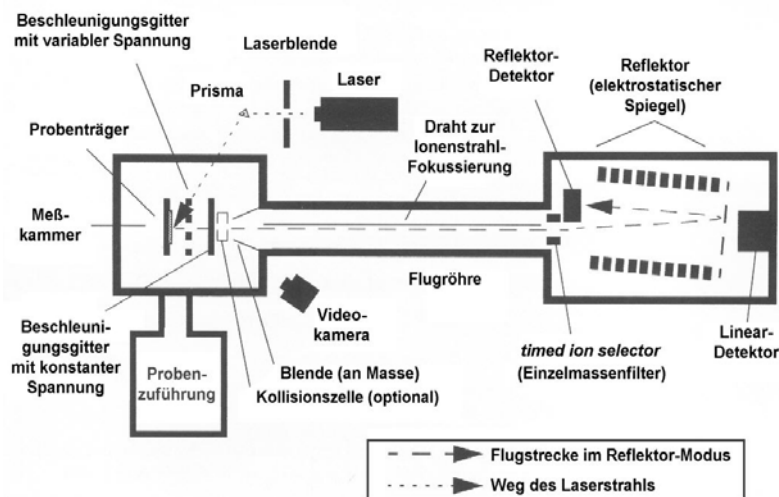 Beschleunigungsgitter
mit variabler Spannung
Laserblende
Prisma
Laser
Reflektor-
Detektor
Reflektor
(elektrostatischer
Spiegel)
Probenträger
Draht zur
Ionenstrahl-
Fokussierung
Meß-
kammer
Flugröhre
Video-
kamera
Beschleuni-
gungsgitter
mit konstanter
Spannung
Proben-
zuführung
Blende (an Masse)
Kollisionszelle (optional)
timed ion selector
(Einzelmassenfilter)
Linear-
Detektor
Flugstrecke im Reflektor-Modus
Weg des Laserstrahls